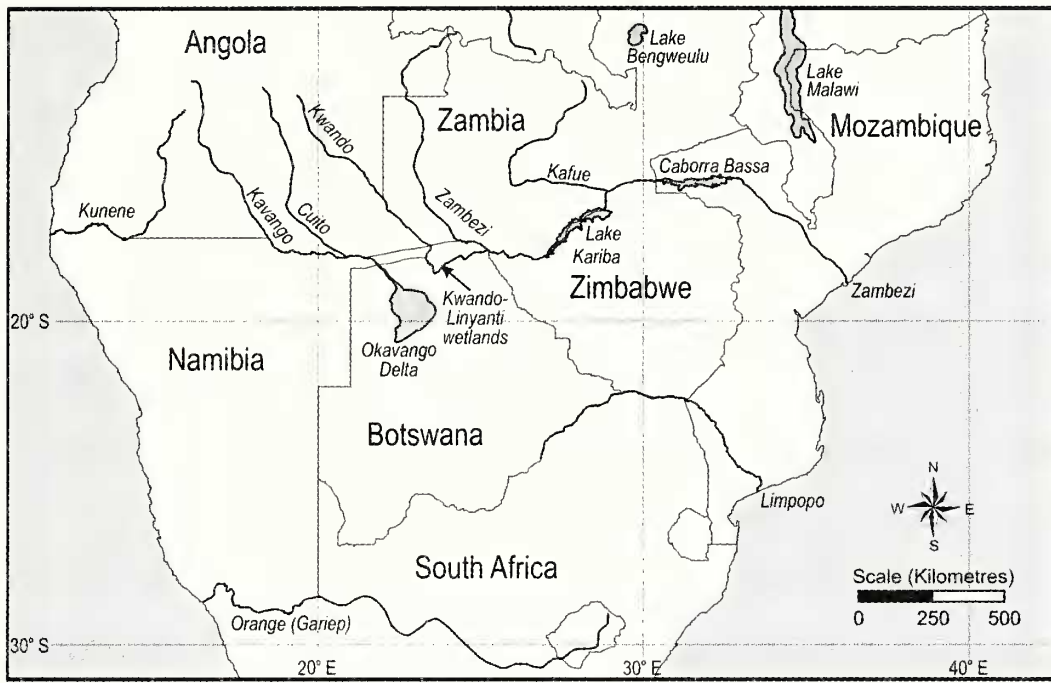 Angola
Lake
Bengweulu
Lake
Malawi
Zambia
Mozambique
Kwando
Kafue
Caborra Bassa
Kunene
Kavango
Cuito
Zambezi
Lake
Kariba
Zimbabwe
Zambezi
Kwando-
Linyanti
wetlands
20° S
Okavango
Delta
Namibia
Botswana
Limpopo
N
W
E
S
South Africa
Scale (Kilometres)
0 250 500
Orange (Gariep)
30° S
20° E
30° E
40° E